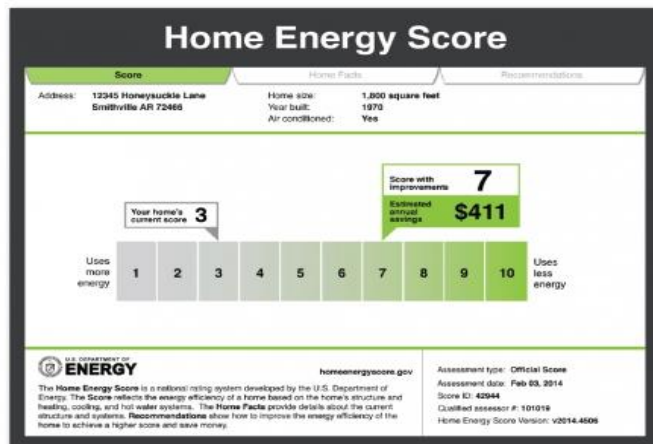 Home Energy Score
Score
Home Facts
Recommendations
Address: 12345 Honeysuckle Lane
Smithville AR 72466
Home size: 1,800 square feet
Year built: 1970
Air conditioned: Yes
Score with improvements 7
Estimated annual savings $411
Your home's current score 3
Uses more energy
1 2 3 4 5 6 7 8 9 10
Uses less energy
U.S. DEPARTMENT OF
ENERGY
homeenergyscore.gov
The Home Energy Score is a national rating system developed by the U.S. Department of
Energy. The Score reflects the energy efficiency of a home based on the home's structure and
heating, cooling, and hot water systems. The Home Facts provide details about the current
structure and systems. Recommendations show how to improve the energy efficiency of the
home to achieve a higher score and save money.
Assessment type: Official Score
Assessment date: Feb 03, 2014
Score ID: 42944
Qualified assessor #: 101019
Home Energy Score Version: v2014.4506